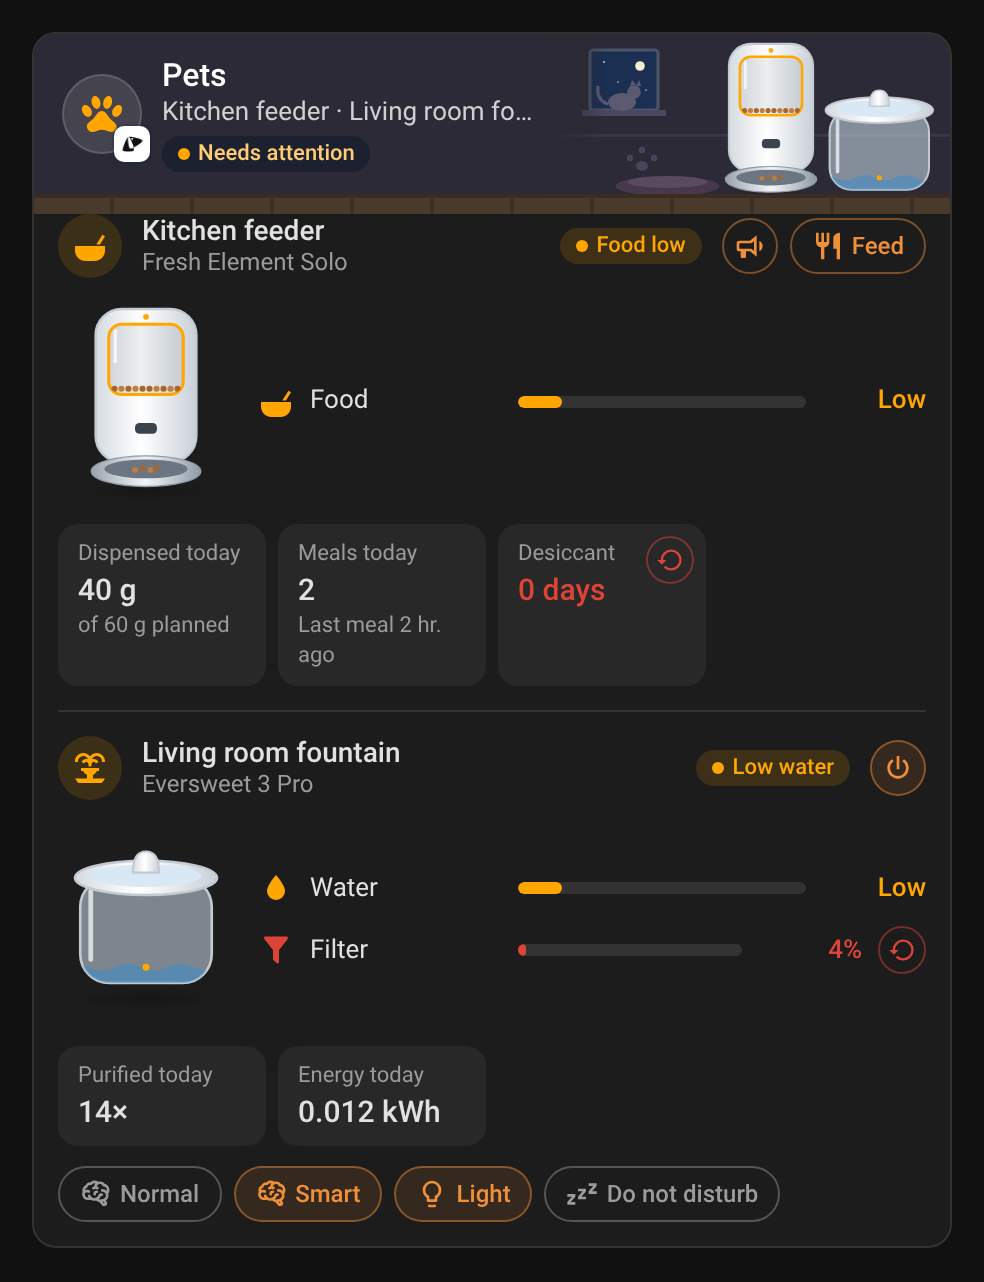 Pets
Kitchen feeder · Living room fo...
Needs attention
Kitchen feeder
Fresh Element Solo
Food low
Feed
Food
Low
Dispensed today
40 g
of 60 g planned
Meals today
2
Last meal 2 hr.
ago
Desiccant
0 days
Living room fountain
Eversweet 3 Pro
Low water
Water
Low
Filter
4%
Purified today
14×
Energy today
0.012 kWh
Normal
Smart
Light
zzz
Do not disturb